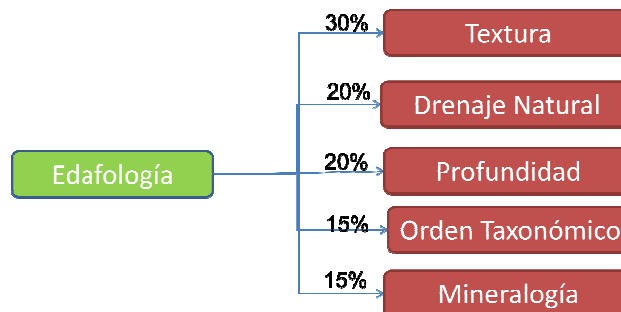 30%
Textura
20%
Drenaje Natural
Edafología
20%
Profundidad
15%
Orden Taxonómico
15%
Mineralogía